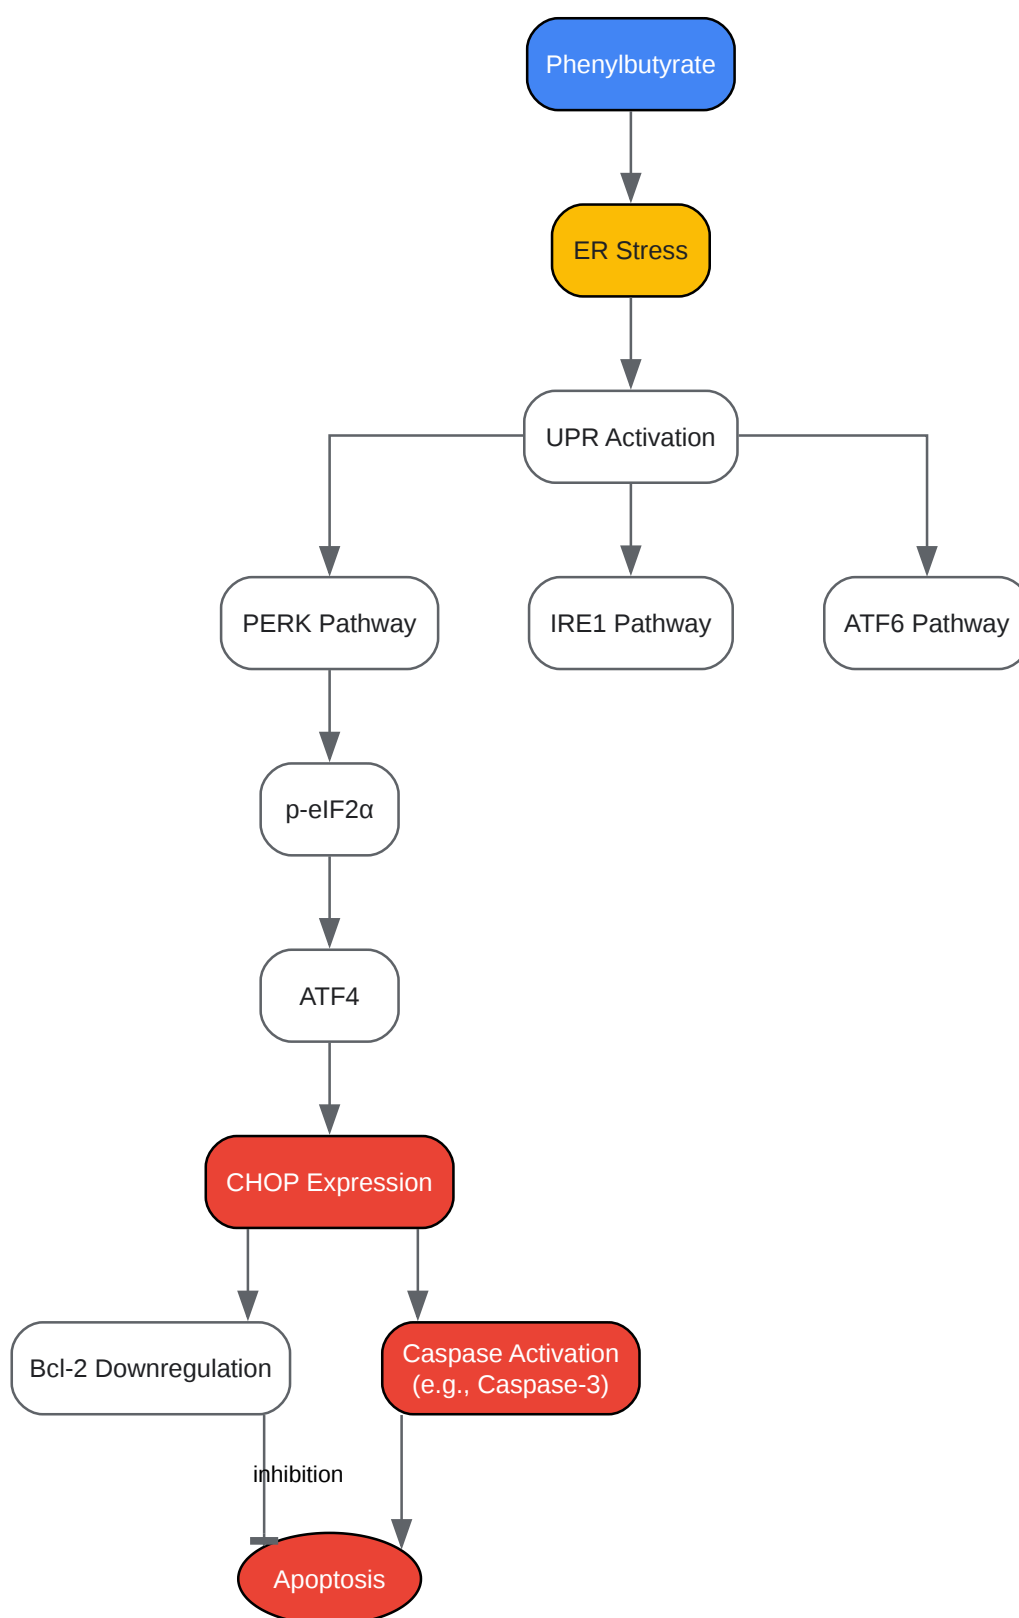 Phenylbutyrate
ER Stress
UPR Activation
PERK Pathway
IRE1 Pathway
ATF6 Pathway
p-eIF2α
ATF4
CHOP Expression
Bcl-2 Downregulation
Caspase Activation
(e.g., Caspase-3)
inhibition
Apoptosis